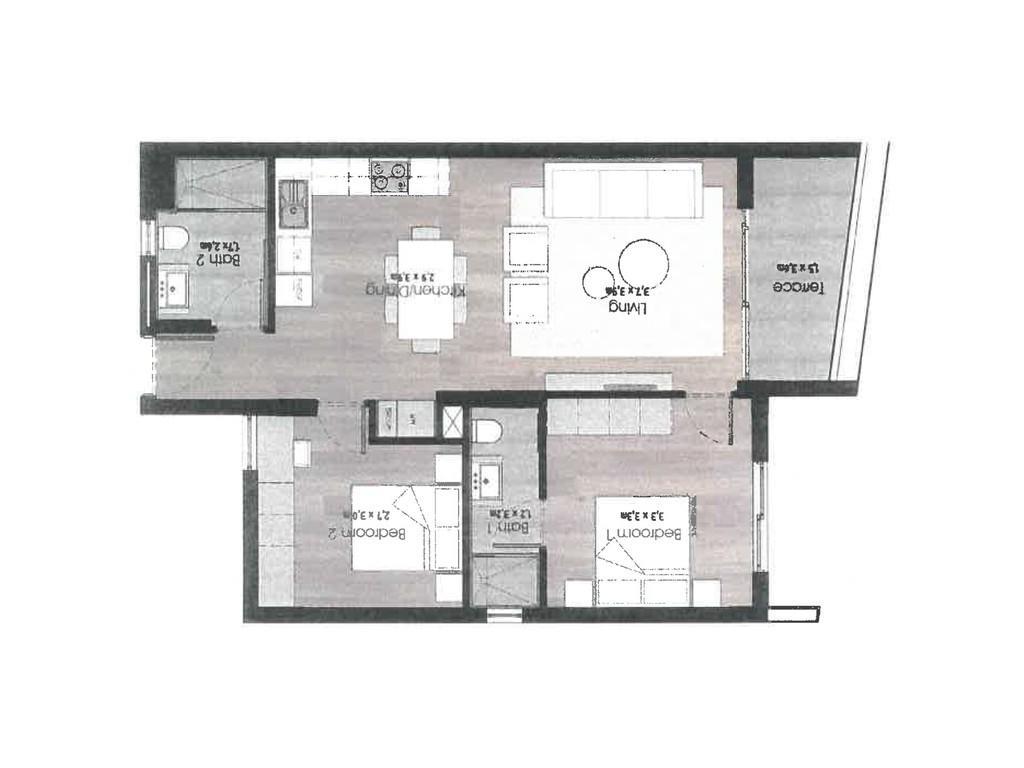 Bedroom 1
3,3 x 3,3m
Bath 1
1,2 x 3,2m
Bedroom 2
2,7 x 3,0m
Terrace
1,5 x 3,6m
Living
3,7 x 3,9m
Kitchen/Dining
2,9 x 3,9m
Bath 2
1,7 x 2,6m